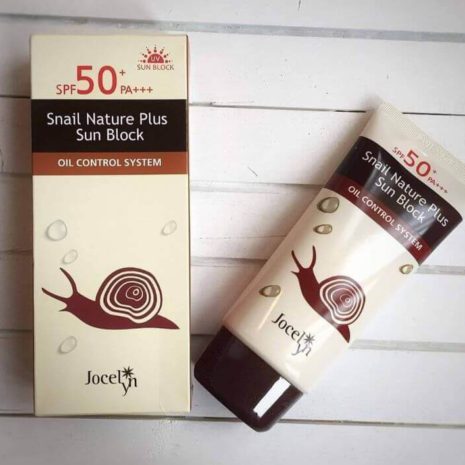 UV
SUN BLOCK
SPF50+ PA+++
Snail Nature Plus
Sun Block
OIL CONTROL SYSTEM
Jocelyn
SPF50+ PA+++
Snail Nature Plus
Sun Block
OIL CONTROL SYSTEM
Jocelyn